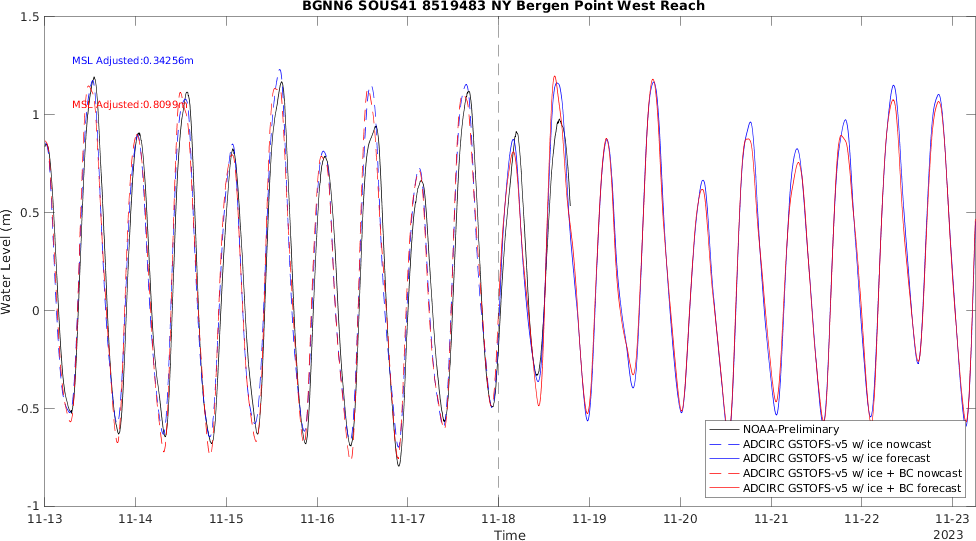 BGNN6 SOUS41 8519483 NY Bergen Point West Reach
1.5
1
0.5
0
-0.5
-1
Water Level (m)
MSL Adjusted:0.34256m
MSL Adjusted:0.8099m
NOAA-Preliminary
ADCIRC GSTOFS-v5 w/ ice nowcast
ADCIRC GSTOFS-v5 w/ ice forecast
ADCIRC GSTOFS-v5 w/ ice + BC nowcast
ADCIRC GSTOFS-v5 w/ ice + BC forecast
11-13 11-14 11-15 11-16 11-17 11-18 11-19 11-20 11-21 11-22 11-23
Time
2023